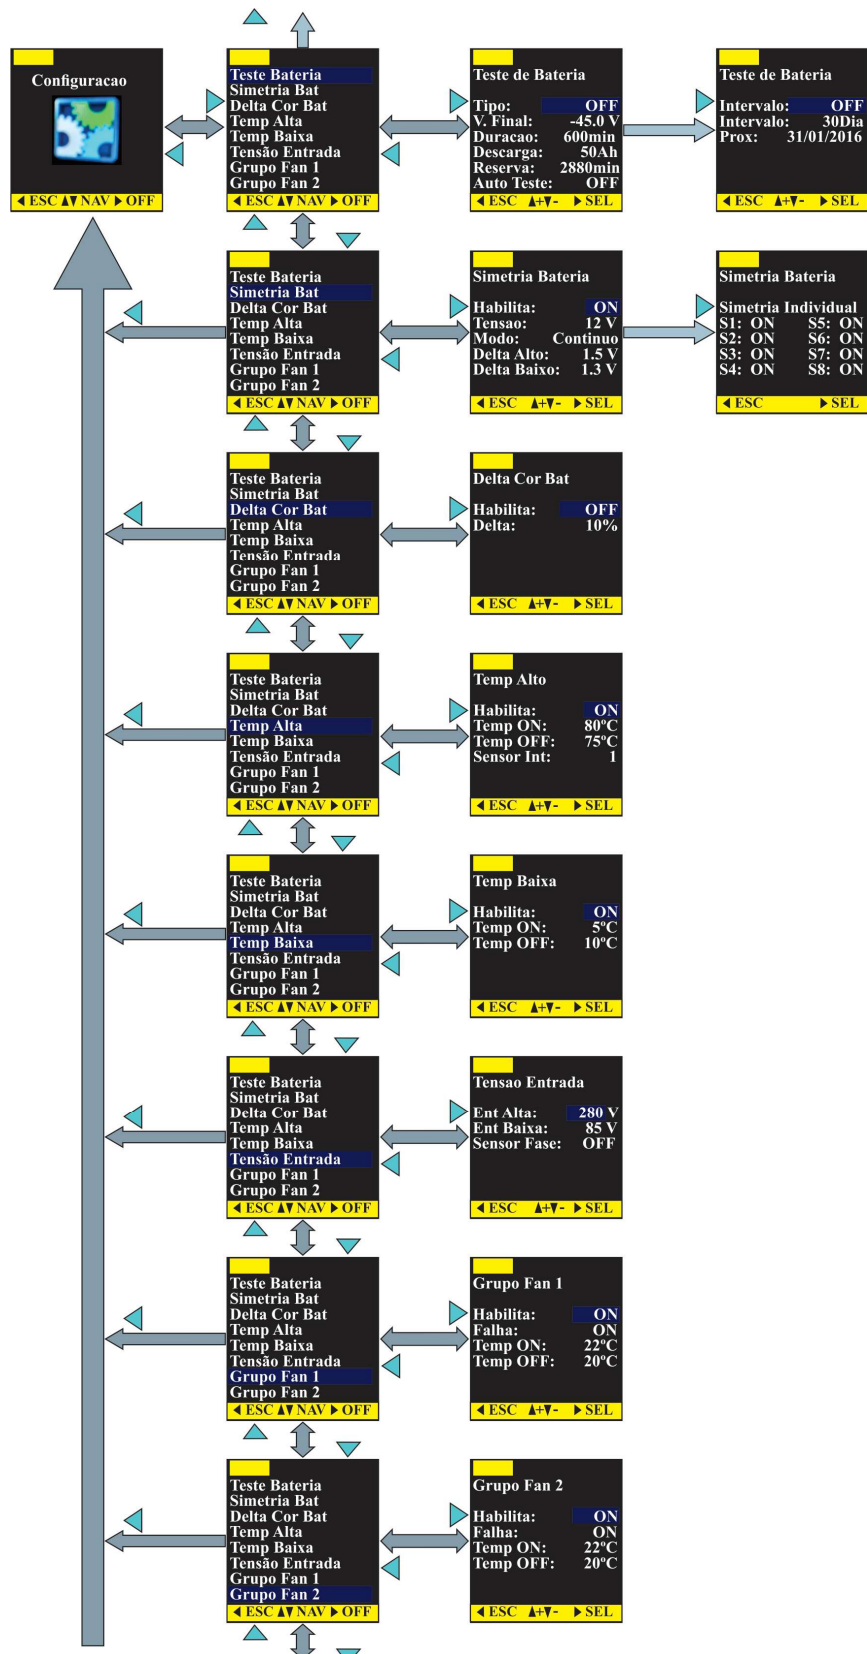 Configuracao
◀ ESC ▲▼ NAV ▶ OFF
Teste Bateria
Simetria Bat
Delta Cor Bat
Temp Alta
Temp Baixa
Tensão Entrada
Grupo Fan 1
Grupo Fan 2
◀ ESC ▲▼ NAV ▶ OFF
Teste de Bateria
Tipo: OFF
V. Final: -45.0 V
Duracao: 600min
Descarga: 50Ah
Reserva: 2880min
Auto Teste: OFF
◀ ESC ▲+▼- ▶ SEL
Teste de Bateria
Intervalo: OFF
Intervalo: 30Dia
Prox: 31/01/2016
◀ ESC ▲+▼- ▶ SEL
Teste Bateria
Simetria Bat
Delta Cor Bat
Temp Alta
Temp Baixa
Tensão Entrada
Grupo Fan 1
Grupo Fan 2
◀ ESC ▲▼ NAV ▶ OFF
Simetria Bateria
Habilita: ON
Tensao: 12 V
Modo: Continuo
Delta Alto: 1.5 V
Delta Baixo: 1.3 V
◀ ESC ▲+▼- ▶ SEL
Simetria Bateria
Simetria Individual
S1: ON S5: ON
S2: ON S6: ON
S3: ON S7: ON
S4: ON S8: ON
◀ ESC ▶ SEL
Teste Bateria
Simetria Bat
Delta Cor Bat
Temp Alta
Temp Baixa
Tensão Entrada
Grupo Fan 1
Grupo Fan 2
◀ ESC ▲▼ NAV ▶ OFF
Delta Cor Bat
Habilita: OFF
Delta: 10%
◀ ESC ▲+▼- ▶ SEL
Teste Bateria
Simetria Bat
Delta Cor Bat
Temp Alta
Temp Baixa
Tensão Entrada
Grupo Fan 1
Grupo Fan 2
◀ ESC ▲▼ NAV ▶ OFF
Temp Alto
Habilita: ON
Temp ON: 80ºC
Temp OFF: 75ºC
Sensor Int: 1
◀ ESC ▲+▼- ▶ SEL
Teste Bateria
Simetria Bat
Delta Cor Bat
Temp Alta
Temp Baixa
Tensão Entrada
Grupo Fan 1
Grupo Fan 2
◀ ESC ▲▼ NAV ▶ OFF
Temp Baixa
Habilita: ON
Temp ON: 5ºC
Temp OFF: 10ºC
◀ ESC ▲+▼- ▶ SEL
Teste Bateria
Simetria Bat
Delta Cor Bat
Temp Alta
Temp Baixa
Tensão Entrada
Grupo Fan 1
Grupo Fan 2
◀ ESC ▲▼ NAV ▶ OFF
Tensao Entrada
Ent Alta: 280 V
Ent Baixa: 85 V
Sensor Fase: OFF
◀ ESC ▲+▼- ▶ SEL
Teste Bateria
Simetria Bat
Delta Cor Bat
Temp Alta
Temp Baixa
Tensão Entrada
Grupo Fan 1
Grupo Fan 2
◀ ESC ▲▼ NAV ▶ OFF
Grupo Fan 1
Habilita: ON
Falha: ON
Temp ON: 22ºC
Temp OFF: 20ºC
◀ ESC ▲+▼- ▶ SEL
Teste Bateria
Simetria Bat
Delta Cor Bat
Temp Alta
Temp Baixa
Tensão Entrada
Grupo Fan 1
Grupo Fan 2
◀ ESC ▲▼ NAV ▶ OFF
Grupo Fan 2
Habilita: ON
Falha: ON
Temp ON: 22ºC
Temp OFF: 20ºC
◀ ESC ▲+▼- ▶ SEL